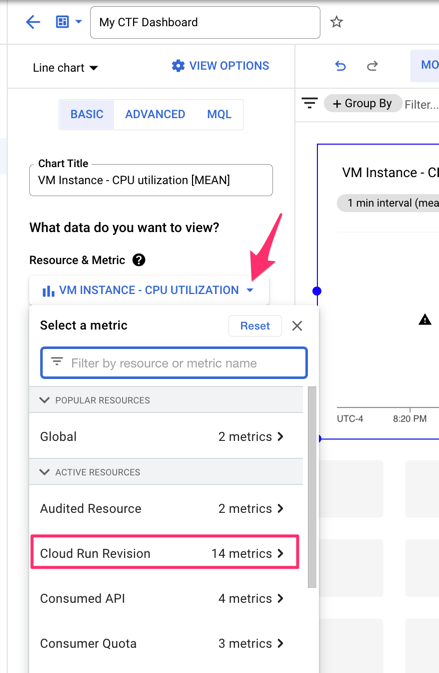 My CTF Dashboard
Line chart
VIEW OPTIONS
BASIC
ADVANCED
MQL
Chart Title
VM Instance - CPU utilization [MEAN]
What data do you want to view?
Resource & Metric ?
VM INSTANCE - CPU UTILIZATION
Select a metric
Reset
Filter by resource or metric name
POPULAR RESOURCES
Global 2 metrics
ACTIVE RESOURCES
Audited Resource 2 metrics
Cloud Run Revision 14 metrics
Consumed API 4 metrics
Consumer Quota 3 metrics
MO
+ Group By Filter...
VM Instance - C
1 min interval (mea
UTC-4 8:20 PM